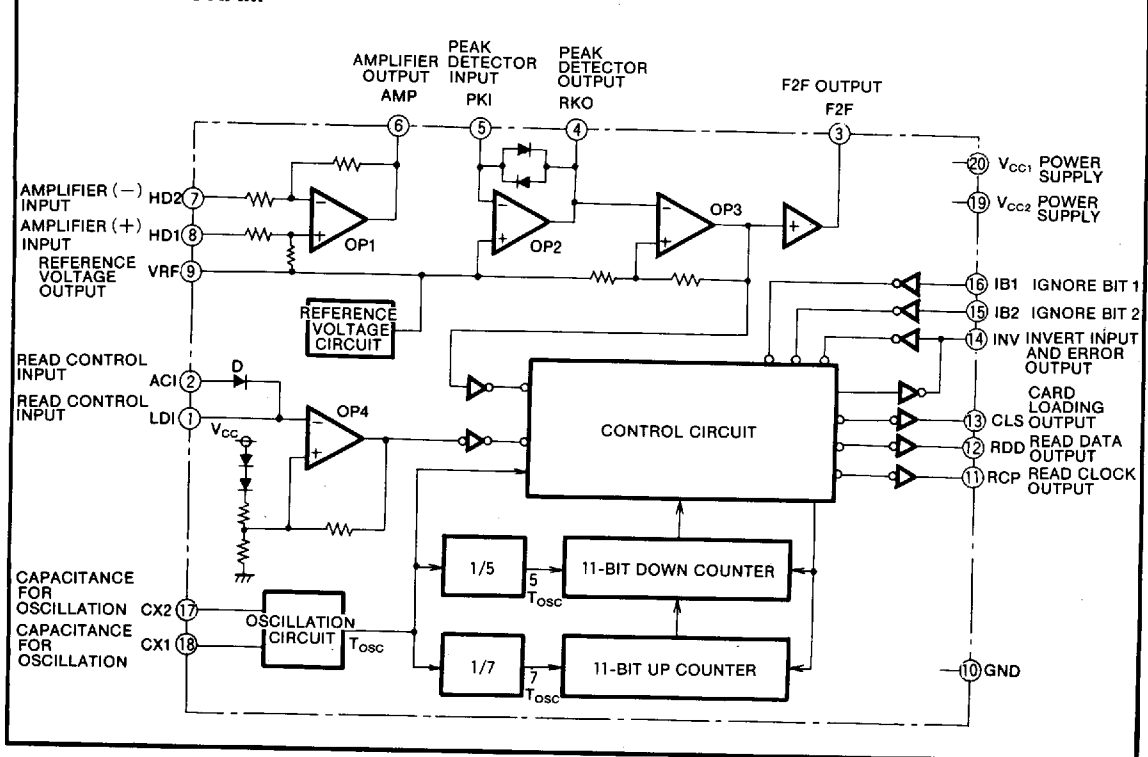 AMPLIFIER
OUTPUT
AMP
6
PEAK
DETECTOR
INPUT
PKI
5
PEAK
DETECTOR
OUTPUT
RKO
4
F2F OUTPUT
F2F
3
AMPLIFIER (−)
INPUT
HD2
7
AMPLIFIER (+)
INPUT
HD1
8
REFERENCE
VOLTAGE
OUTPUT
VRF
9
−
+
OP1
−
+
OP2
−
+
OP3
+
20 VCC1 POWER
SUPPLY
19 VCC2 POWER
SUPPLY
REFERENCE
VOLTAGE
CIRCUIT
16 IB1 IGNORE BIT 1
15 IB2 IGNORE BIT 2
14 INV INVERT INPUT
AND ERROR
OUTPUT
CARD
LOADING
13 CLS OUTPUT
12 RDD READ DATA
OUTPUT
11 RCP READ CLOCK
OUTPUT
READ CONTROL
INPUT
ACI 2
D
READ CONTROL
INPUT
LDI 1
VCC
−
+
OP4
CONTROL CIRCUIT
1/5
5
TOSC
11-BIT DOWN COUNTER
CAPACITANCE
FOR
OSCILLATION CX2 17
CAPACITANCE
FOR
OSCILLATION CX1 18
OSCILLATION
CIRCUIT
TOSC
1/7
7
TOSC
11-BIT UP COUNTER
10 GND